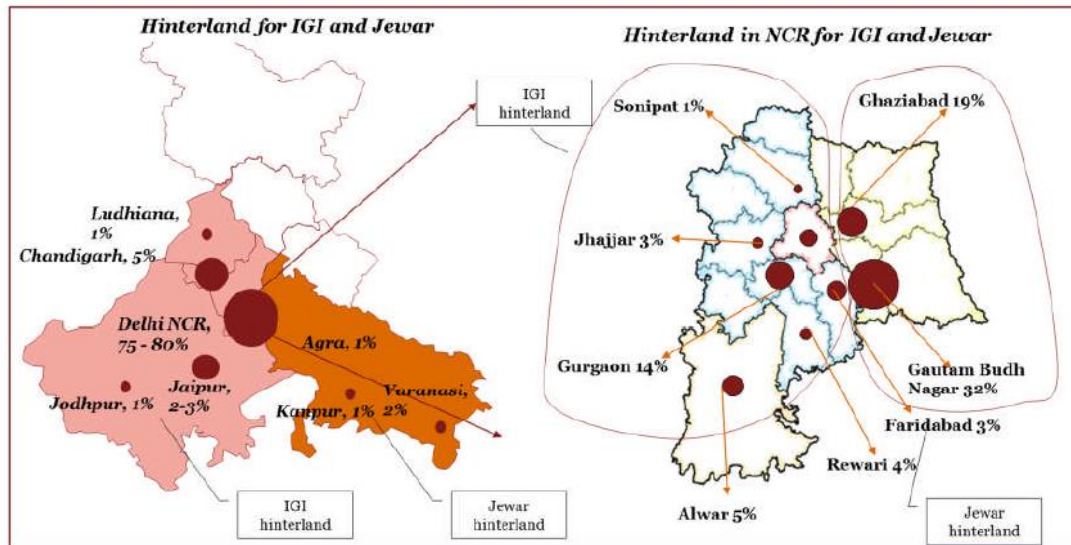 Hinterland for IGI and Jewar
Ludhiana,
1%
Chandigarh, 5%
Delhi NCR,
75 - 80%
Jaipur,
2-3%
Jodhpur, 1%
Agra, 1%
Varanasi,
2%
Kanpur, 1%
IGI
hinterland
Jewar
hinterland
Hinterland in NCR for IGI and Jewar
IGI
hinterland
Sonipat 1%
Ghaziabad 19%
Jhajjar 3%
Gurgaon 14%
Gautam Budh
Nagar 32%
Faridabad 3%
Rewari 4%
Alwar 5%
Jewar
hinterland